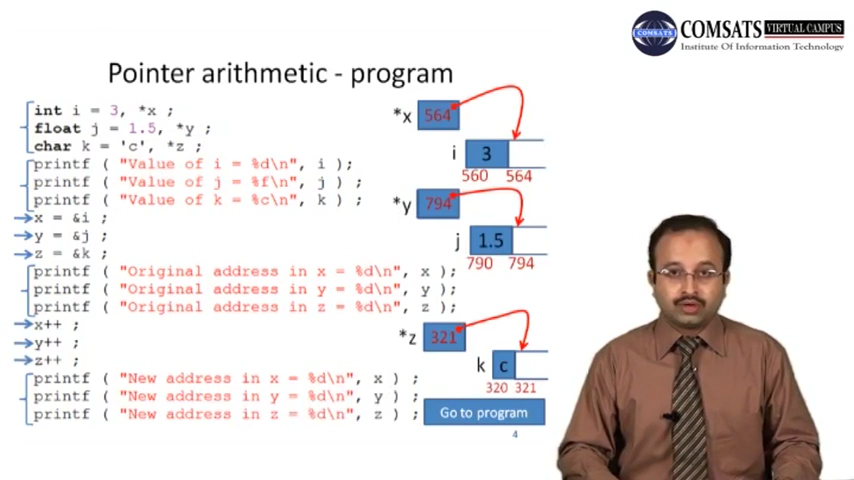 COMSATS
COMSATS VIRTUAL CAMPUS
Institute Of Information Technology
Pointer arithmetic - program
int i = 3, *x ;
float j = 1.5, *y ;
char k = 'c', *z ;
printf ( "Value of i = %d\n", i );
printf ( "Value of j = %f\n", j ) ;
printf ( "Value of k = %c\n", k ) ;
x = &i ;
y = &j ;
z = &k ;
printf ( "Original address in x = %d\n", x );
printf ( "Original address in y = %d\n", y );
printf ( "Original address in z = %d\n", z );
x++ ;
y++ ;
z++ ;
printf ( "New address in x = %d\n", x ) ;
printf ( "New address in y = %d\n", y ) ;
printf ( "New address in z = %d\n", z ) ;
*x 564
i 3
560 564
*y 794
j 1.5
790 794
*z 321
k c
320 321
Go to program
4